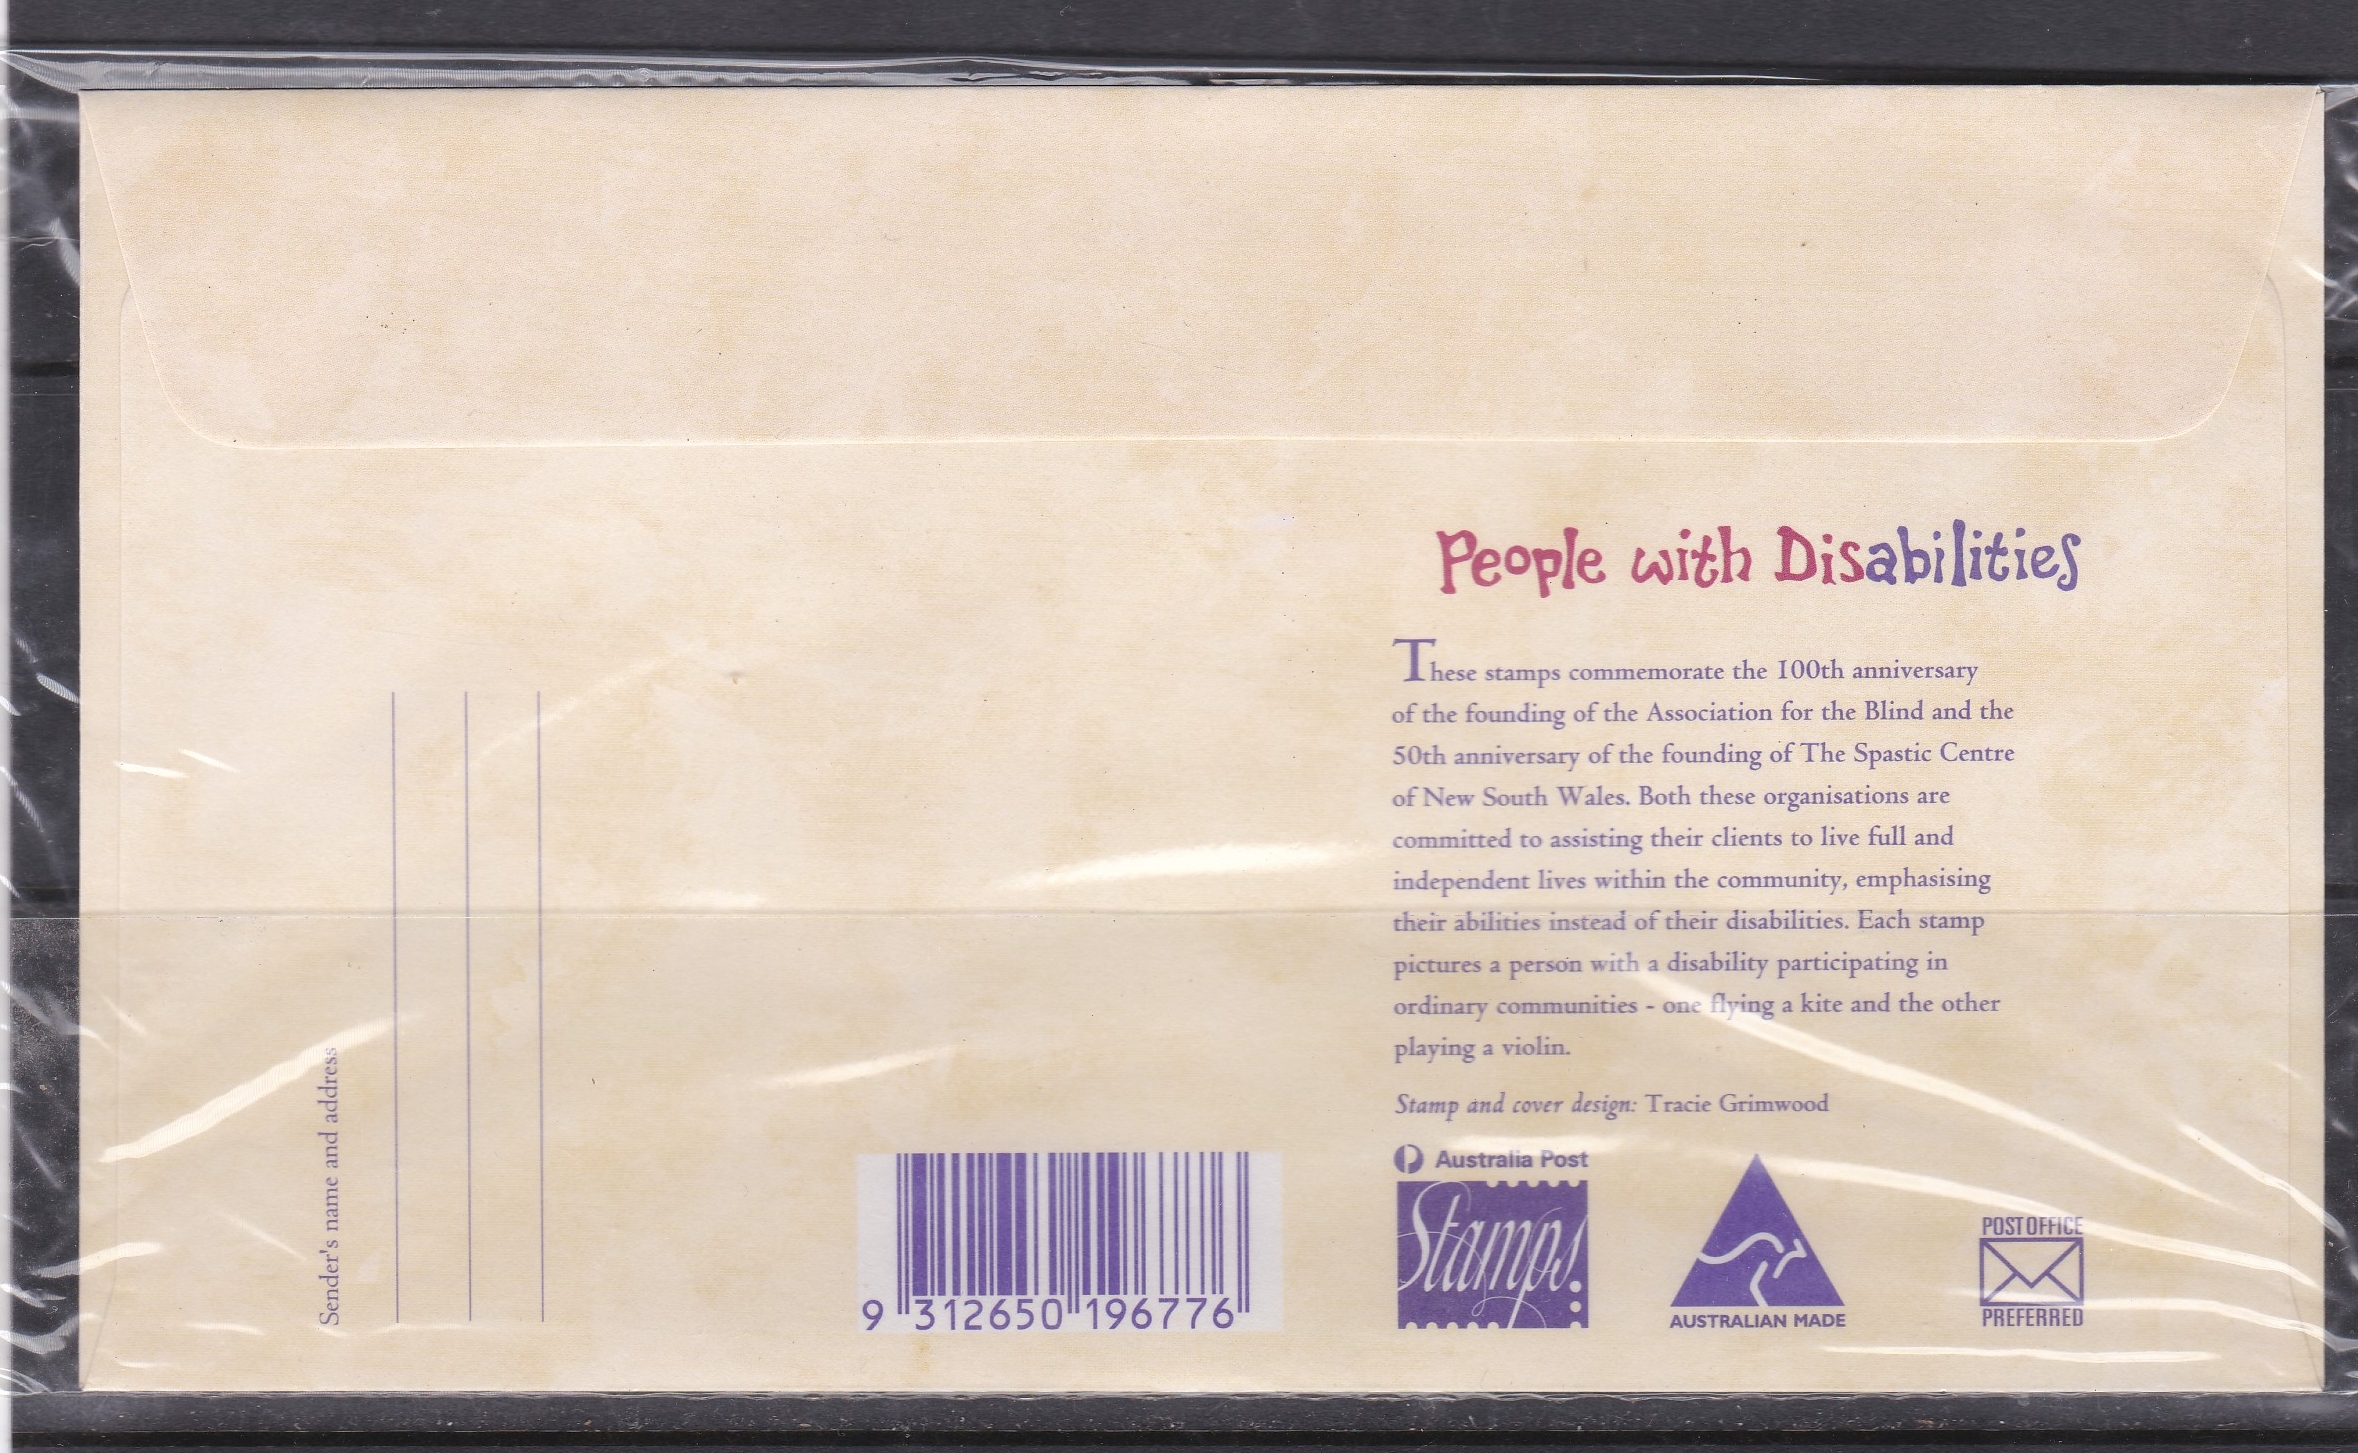 People with Disabilities
These stamps commemorate the 100th anniversary
of the founding of the Association for the Blind and the
50th anniversary of the founding of The Spastic Centre
of New South Wales. Both these organisations are
committed to assisting their clients to live full and
independent lives within the community, emphasising
their abilities instead of their disabilities. Each stamp
pictures a person with a disability participating in
ordinary communities - one flying a kite and the other
playing a violin.
Stamp and cover design: Tracie Grimwood
Sender's name and address
9 312650 196776
Australia Post
Stamps
AUSTRALIAN MADE
POST OFFICE
PREFERRED